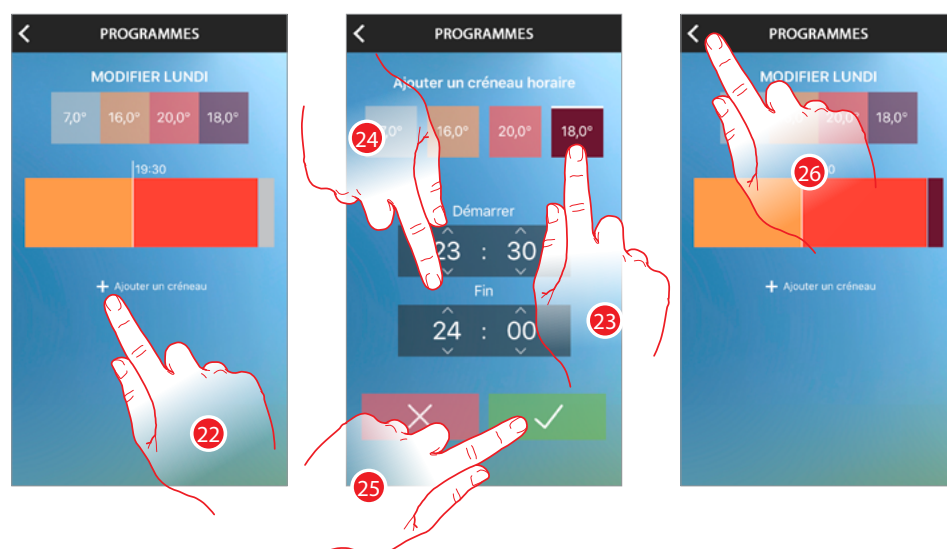 PROGRAMMES
MODIFIER LUNDI
7,0° 16,0° 20,0° 18,0°
19:30
+ Ajouter un créneau
22
PROGRAMMES
Ajouter un créneau horaire
16,0° 20,0° 18,0°
24
Démarrer
23 : 30
Fin
24 : 00
23
25
PROGRAMMES
MODIFIER LUNDI
20,0° 18,0°
26
+ Ajouter un créneau